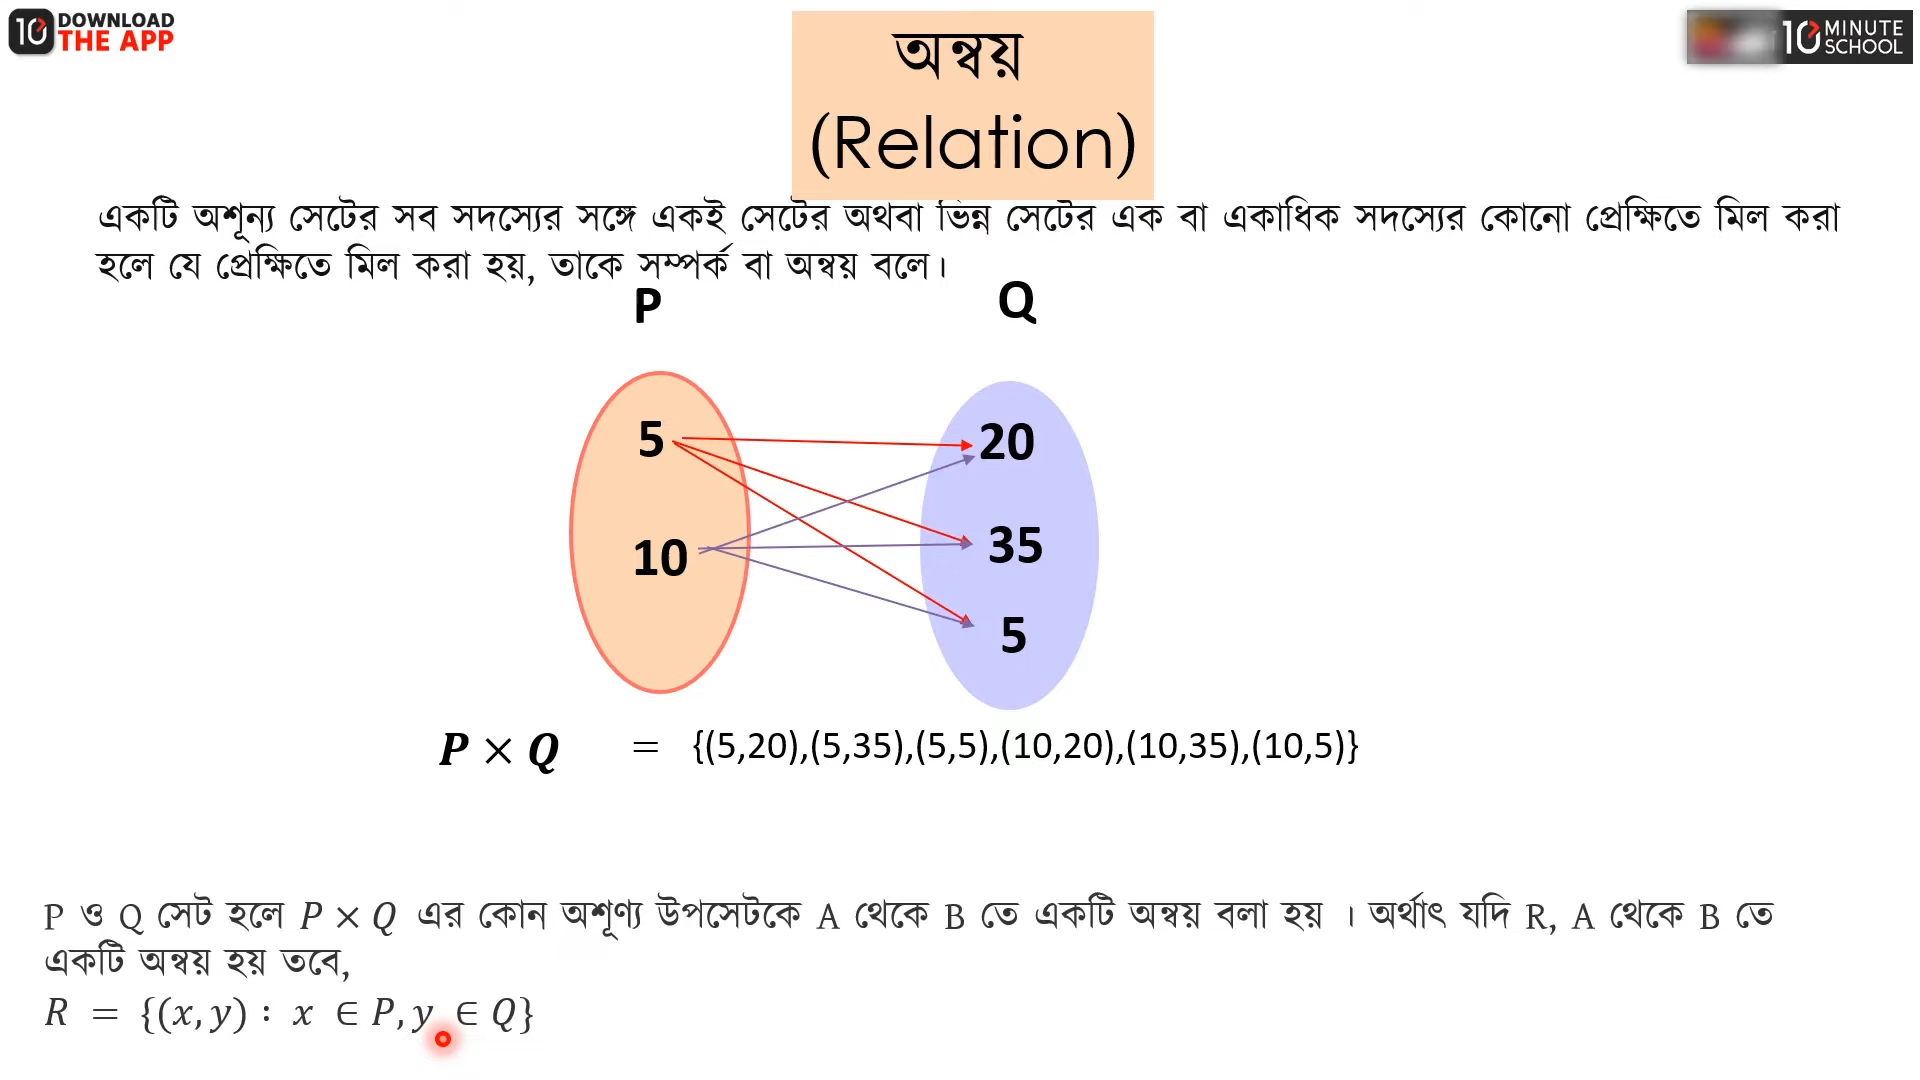 10 DOWNLOAD
THE APP
10 MINUTE
SCHOOL
অন্বয়
(Relation)
একটি অশূন্য সেটের সব সদস্যের সঙ্গে একই সেটের অথবা ভিন্ন সেটের এক বা একাধিক সদস্যের কোনো প্রেক্ষিতে মিল করা
হলে যে প্রেক্ষিতে মিল করা হয়, তাকে সম্পর্ক বা অন্বয় বলে।
P Q
5 20
10 35
5
P × Q = {(5,20),(5,35),(5,5),(10,20),(10,35),(10,5)}
P ও Q সেট হলে P × Q এর কোন অশূণ্য উপসেটকে A থেকে B তে একটি অন্বয় বলা হয় । অর্থাৎ যদি R, A থেকে B তে
একটি অন্বয় হয় তবে,
R = {(x, y) : x ∈ P, y ∈ Q}